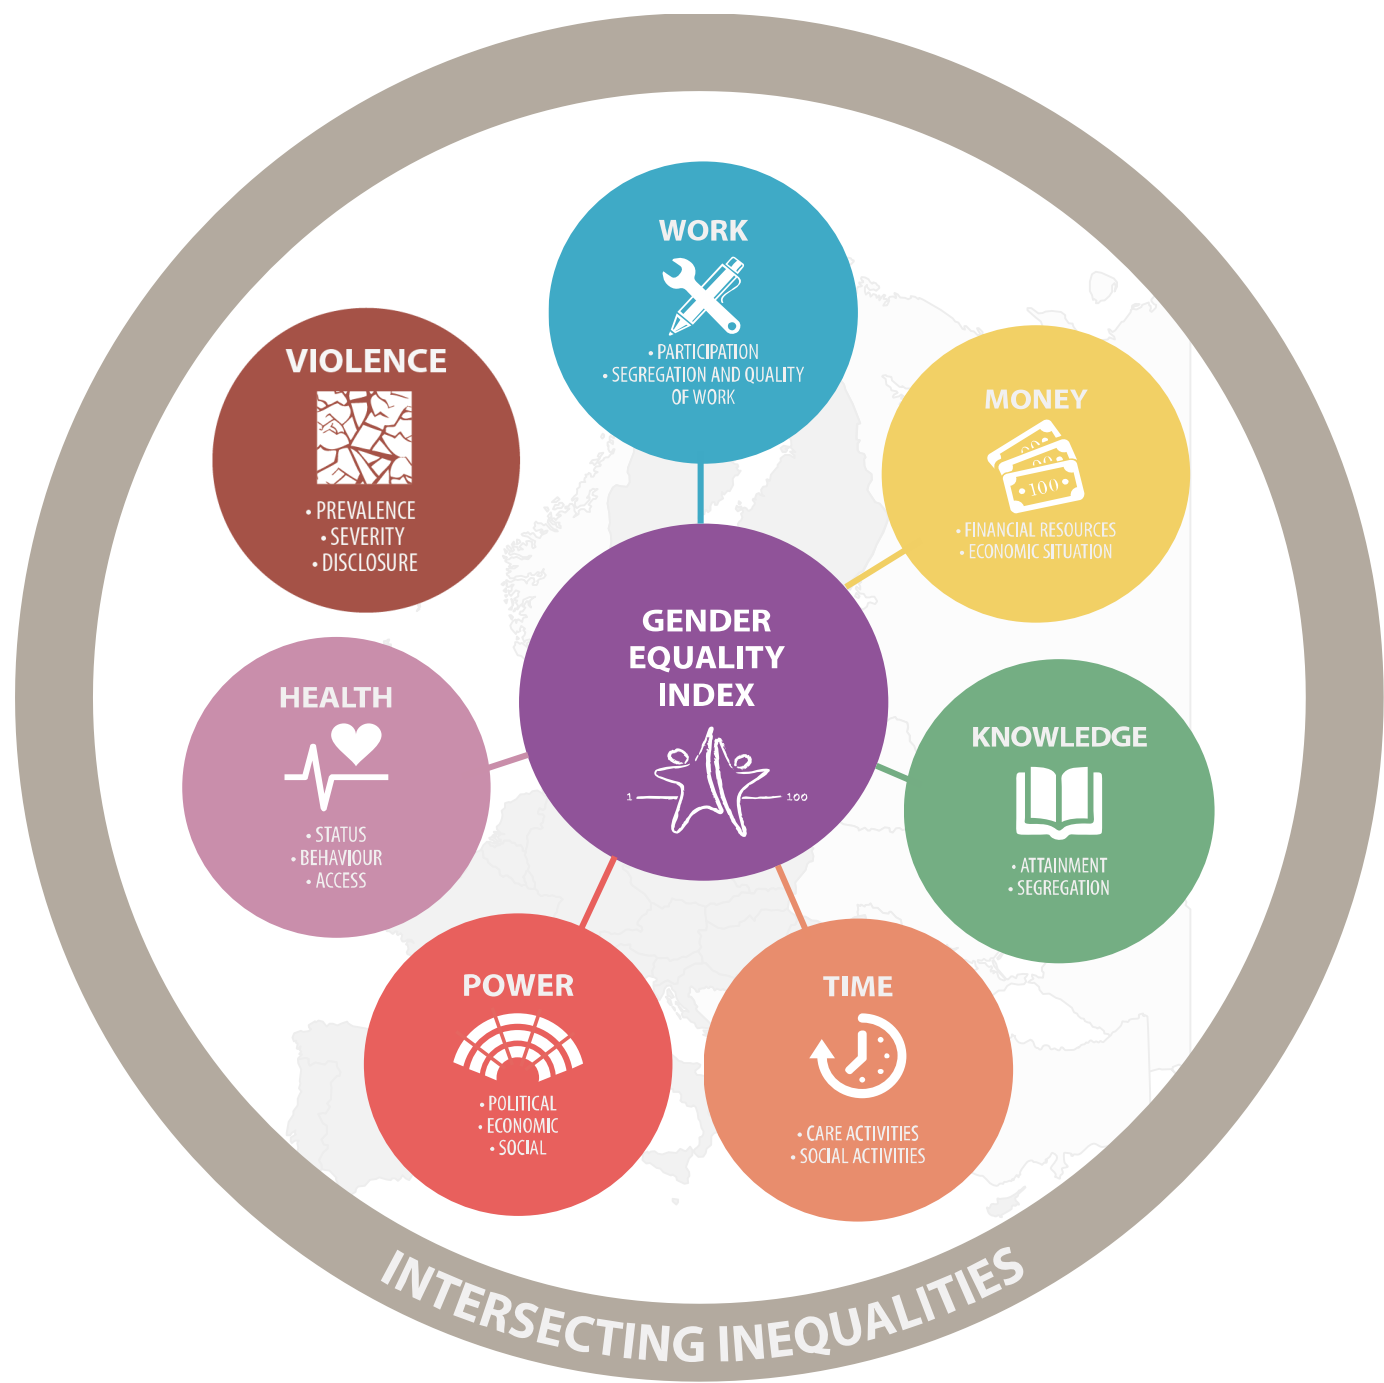 WORK
• PARTICIPATION
• SEGREGATION AND QUALITY
OF WORK
VIOLENCE
• PREVALENCE
• SEVERITY
• DISCLOSURE
MONEY
100
• FINANCIAL RESOURCES
• ECONOMIC SITUATION
GENDER
EQUALITY
INDEX
1
100
HEALTH
• STATUS
• BEHAVIOUR
• ACCESS
KNOWLEDGE
• ATTAINMENT
• SEGREGATION
POWER
• POLITICAL
• ECONOMIC
• SOCIAL
TIME
• CARE ACTIVITIES
• SOCIAL ACTIVITIES
INTERSECTING INEQUALITIES